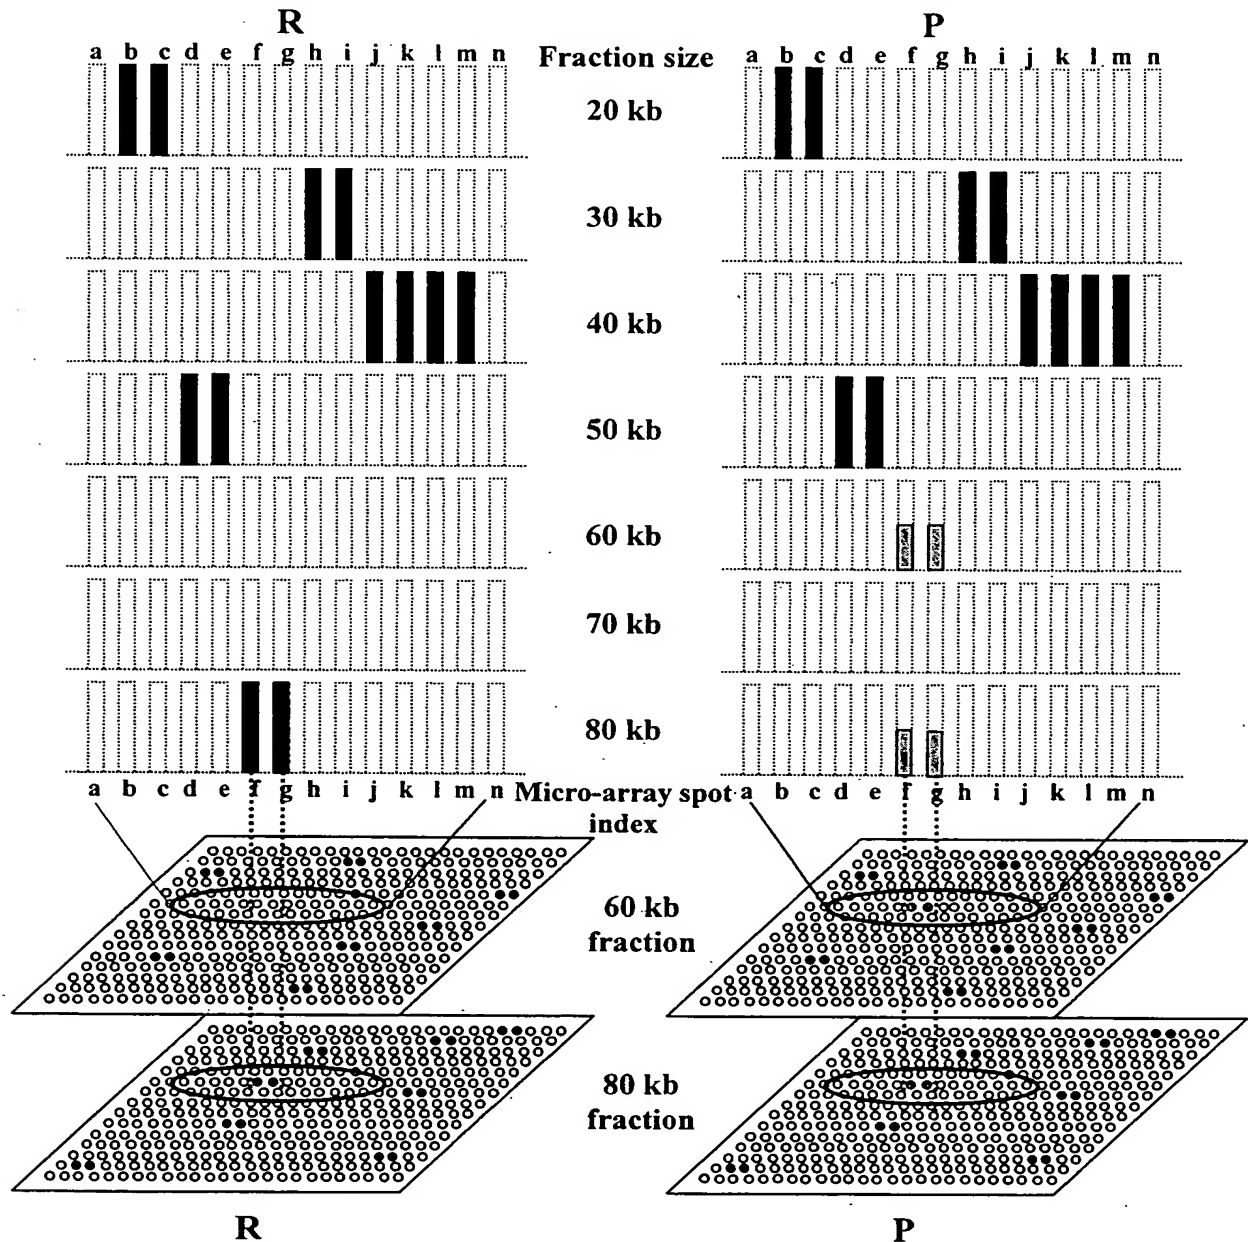 R P
a b c d e f g h i j k l m n Fraction size a b c d e f g h i j k l m n
20 kb
30 kb
40 kb
50 kb
60 kb
70 kb
80 kb
a b c d e f g h i j k l m n Micro-array spot a b c d e f g h i j k l m n
index
60 kb
fraction
80 kb
fraction
R P